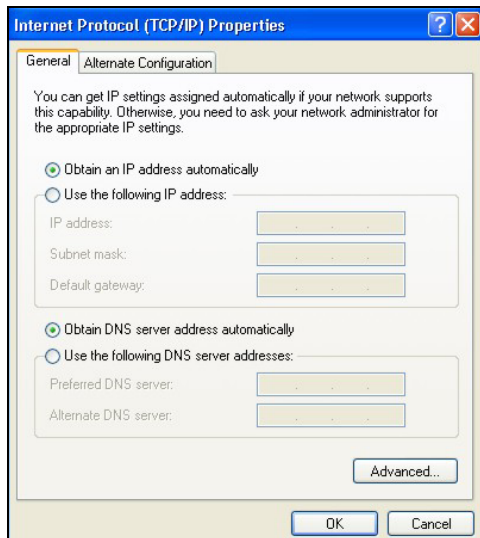 Internet Protocol (TCP/IP) Properties
General
Alternate Configuration
You can get IP settings assigned automatically if your network supports
this capability. Otherwise, you need to ask your network administrator for
the appropriate IP settings.
Obtain an IP address automatically
Use the following IP address:
IP address:
Subnet mask:
Default gateway:
Obtain DNS server address automatically
Use the following DNS server addresses:
Preferred DNS server:
Alternate DNS server:
Advanced...
OK
Cancel